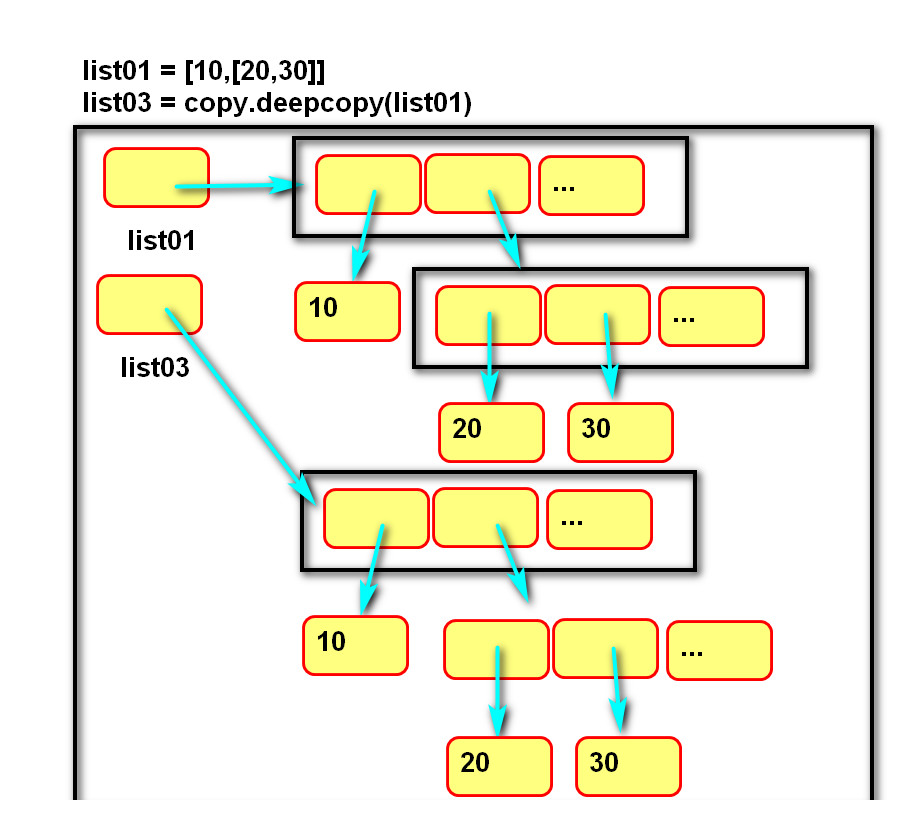 list01 = [10,[20,30]]
list03 = copy.deepcopy(list01)
...
list01
10
...
list03
20 30
...
10
...
20 30